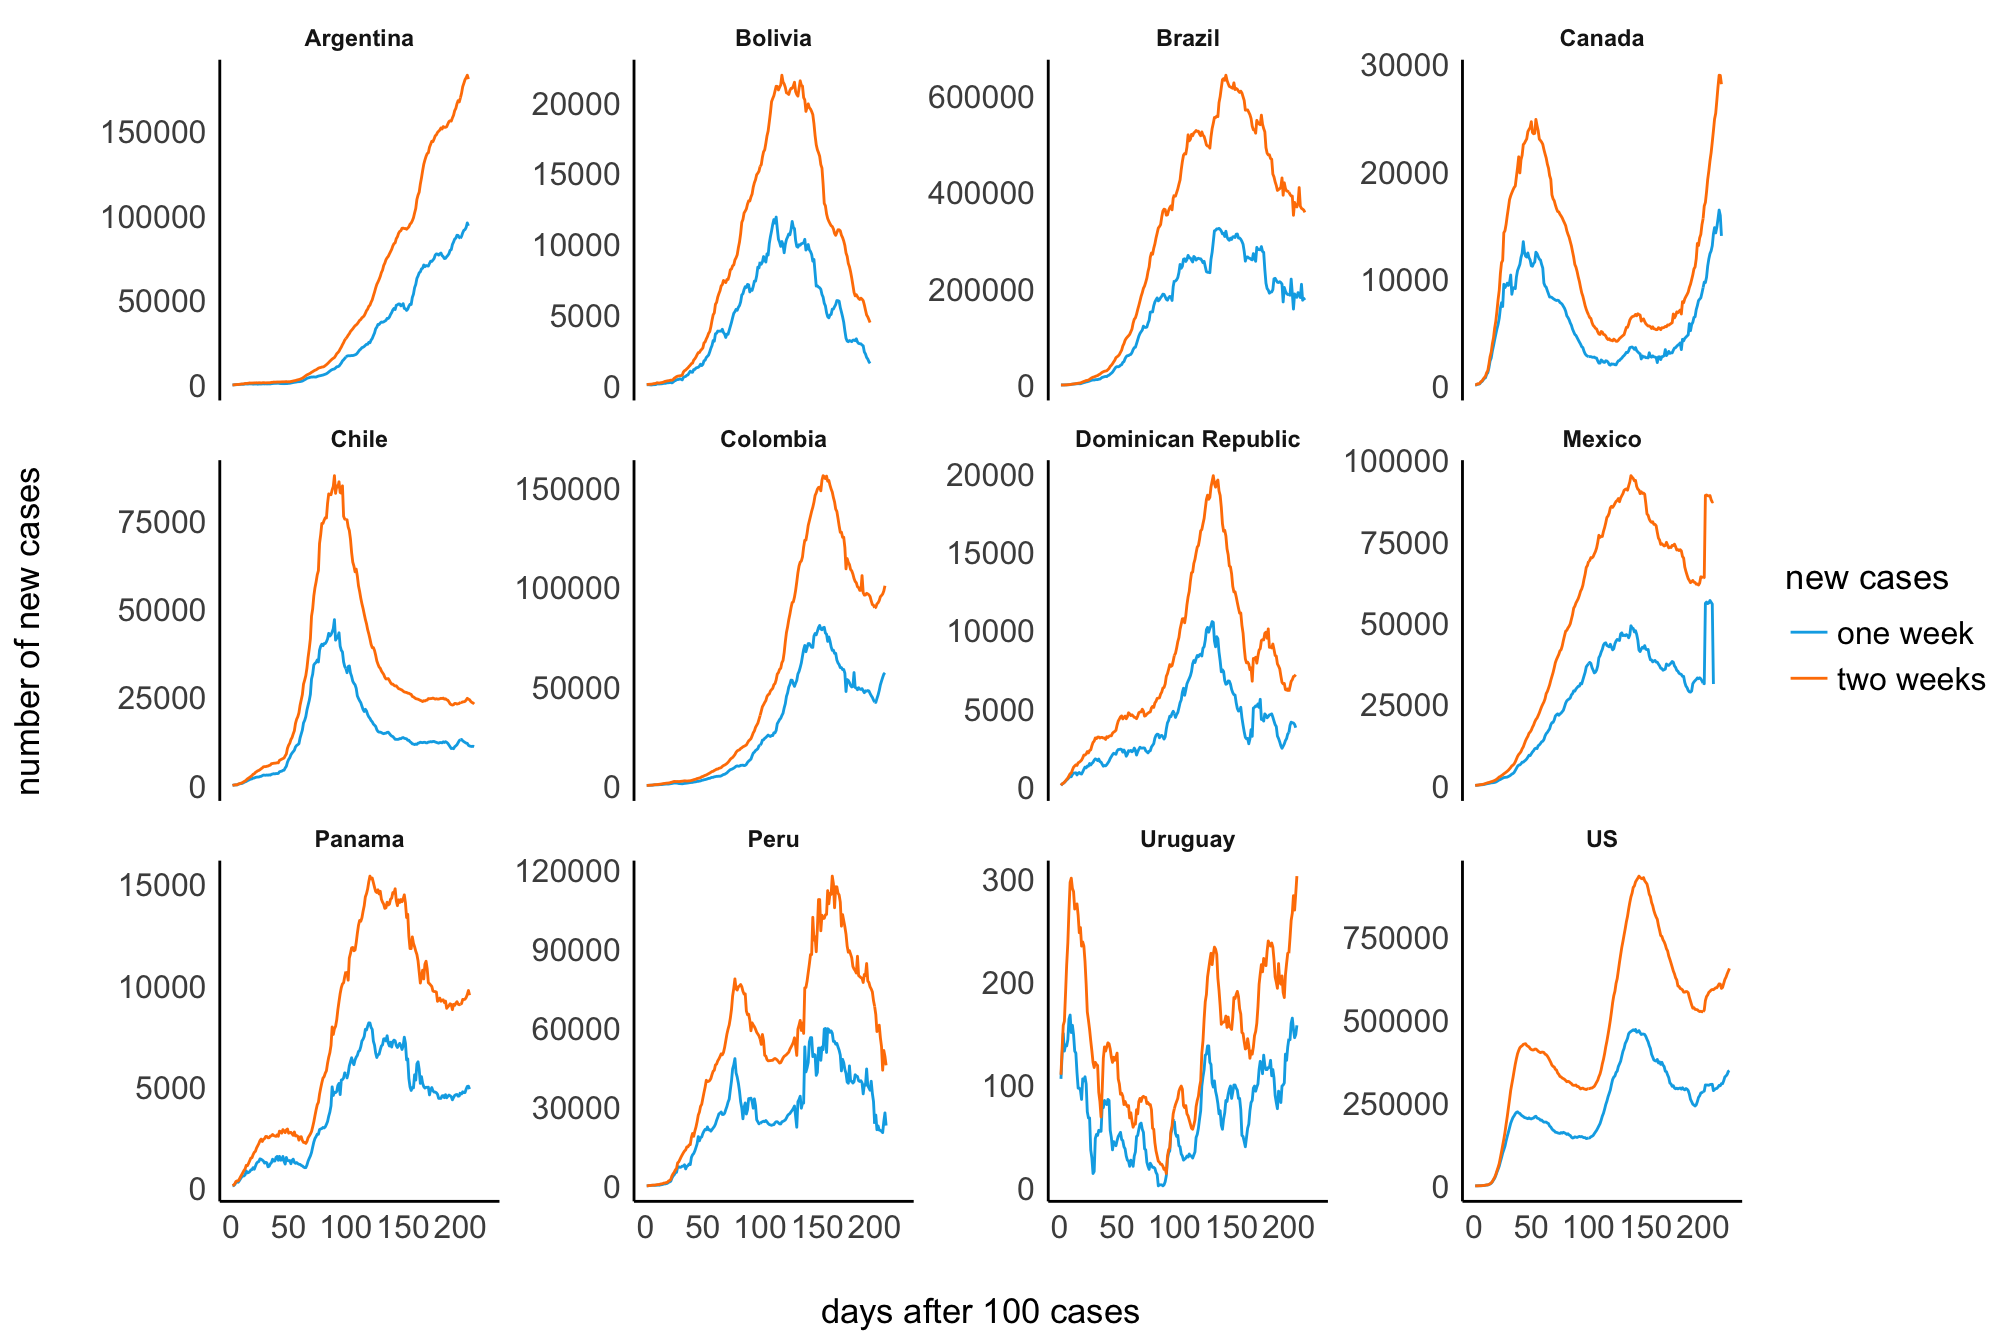 Argentina
Bolivia
Brazil
Canada
150000
100000
50000
0
20000
15000
10000
5000
0
600000
400000
200000
0
30000
20000
10000
0
Chile
Colombia
Dominican Republic
Mexico
75000
50000
25000
0
150000
100000
50000
0
20000
15000
10000
5000
0
100000
75000
50000
25000
0
Panama
Peru
Uruguay
US
15000
10000
5000
0
120000
90000
60000
30000
0
300
200
100
0
750000
500000
250000
0
0 50 100 150 200
0 50 100 150 200
0 50 100 150 200
0 50 100 150 200
number of new cases
days after 100 cases
new cases
one week
two weeks